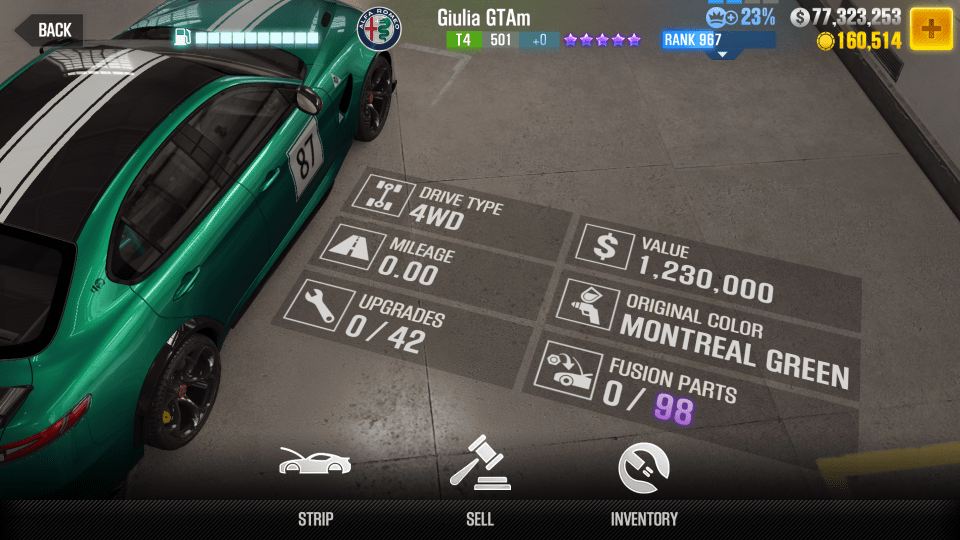 BACK
ALFA ROMEO
Giulia GTAm
T4 501 +0
RANK 967
23%
77,323,253
160,514
87
DRIVE TYPE
4WD
MILEAGE
0.00
UPGRADES
0 / 42
$ VALUE
1,230,000
ORIGINAL COLOR
MONTREAL GREEN
FUSION PARTS
0 / 98
STRIP
SELL
INVENTORY